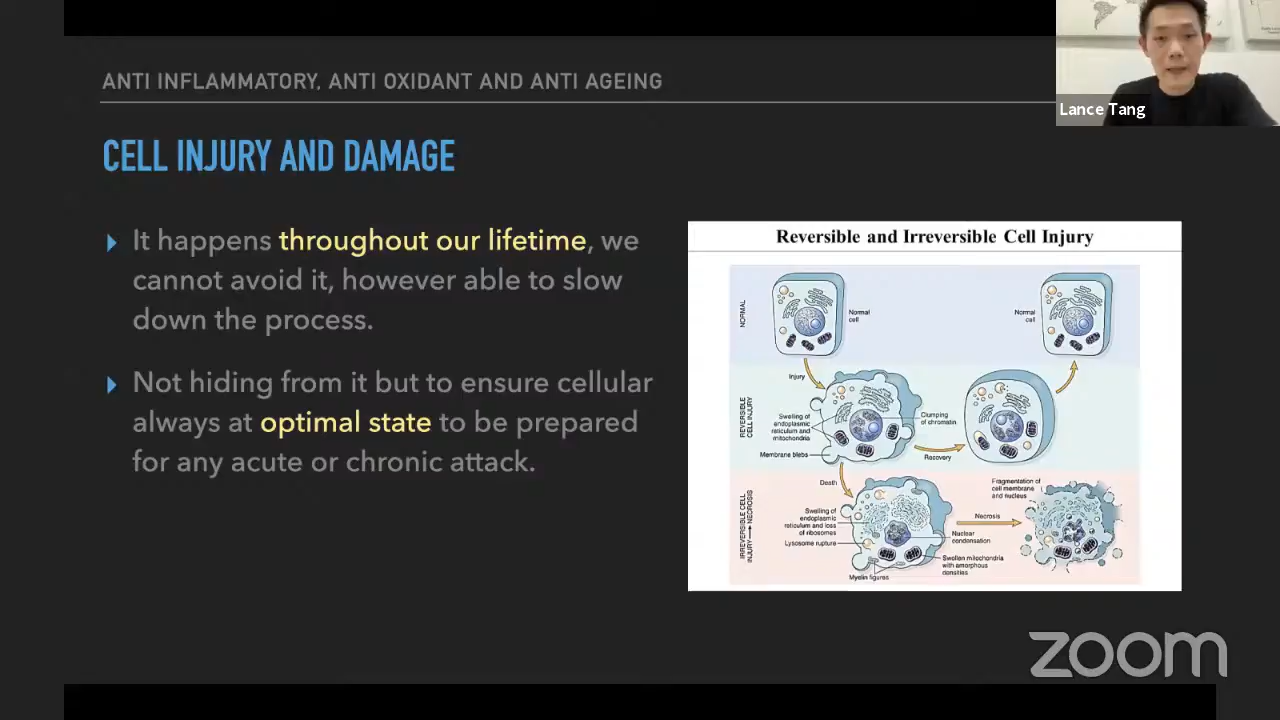 ANTI INFLAMMATORY, ANTI OXIDANT AND ANTI AGEING
Lance Tang
CELL INJURY AND DAMAGE
It happens throughout our lifetime, we
cannot avoid it, however able to slow
down the process.
Not hiding from it but to ensure cellular
always at optimal state to be prepared
for any acute or chronic attack.
Reversible and Irreversible Cell Injury
NORMAL
Normal
cell
Normal
cell
Injury
REVERSIBLE
CELL INJURY
Swelling of
endoplasmic
reticulum and
mitochondria
Membrane blebs
Clumping
of chromatin
Recovery
Death
IRREVERSIBLE CELL
INJURY → NECROSIS
Swelling of
endoplasmic
reticulum and loss
of ribosomes
Lysosome rupture
Myelin figures
Nuclear
condensation
Swollen mitochondria
with amorphous
densities
Necrosis
Fragmentation of
cell membrane
and nucleus
zoom